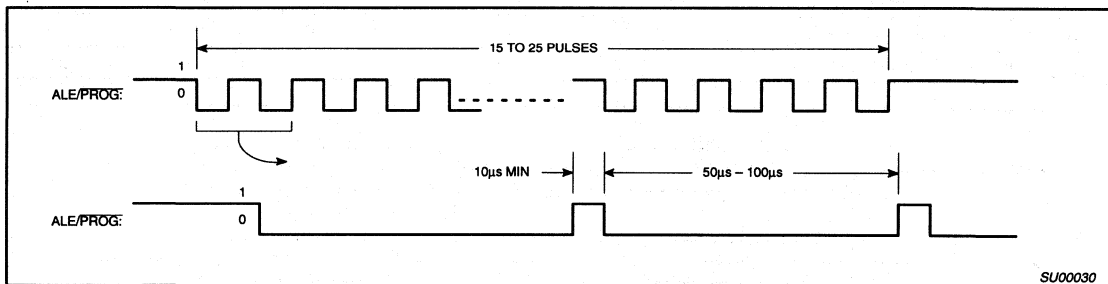 15 TO 25 PULSES
1
ALE/PROG:
0
10µs MIN
50µs – 100µs
1
ALE/PROG:
0
SU00030